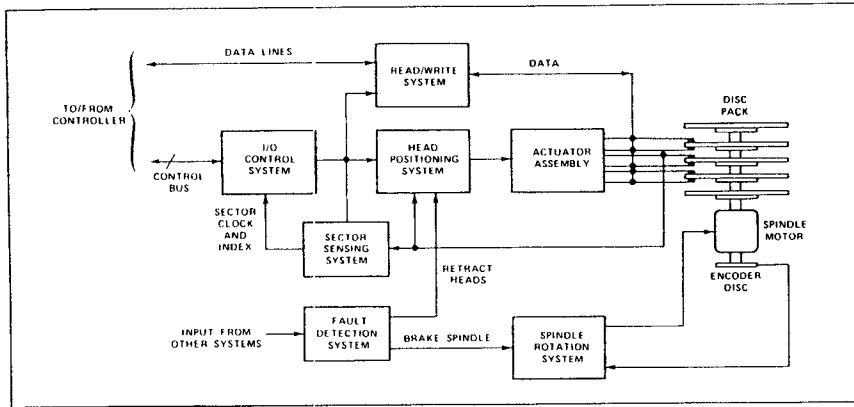 DATA LINES
READ/WRITE
SYSTEM
DATA
DISC
PACK
TO/FROM
CONTROLLER
CONTROL
BUS
I/O
CONTROL
SYSTEM
HEAD
POSITIONING
SYSTEM
ACTUATOR
ASSEMBLY
SECTOR
CLOCK
AND
INDEX
SECTOR
SENSING
SYSTEM
RETRACT
HEADS
SPINDLE
MOTOR
ENCODER
DISC
INPUT FROM
OTHER SYSTEMS
FAULT
DETECTION
SYSTEM
BRAKE SPINDLE
SPINDLE
ROTATION
SYSTEM